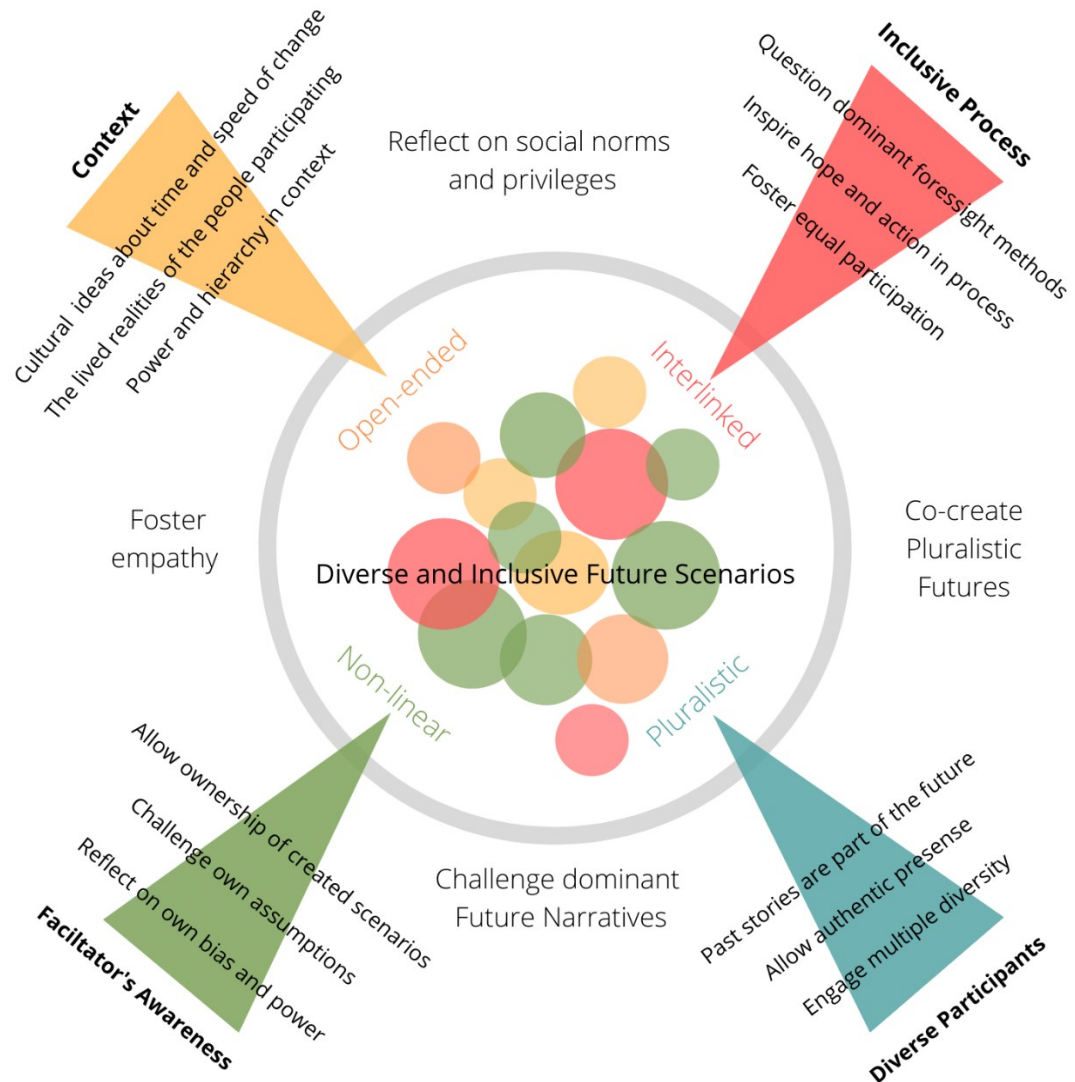 Context
Cultural ideas about time and speed of change
The lived realities of the people participating
Power and hierarchy in context
Reflect on social norms
and privileges
Inclusive Process
Question dominant foressight methods
Inspire hope and action in process
Foster equal participation
Open-ended
Interlinked
Foster
empathy
Diverse and Inclusive Future Scenarios
Co-create
Pluralistic
Futures
Non-linear
Pluralistic
Allow ownership of created scenarios
Challenge own assumptions
Reflect on own bias and power
Faciltator's Awareness
Challenge dominant
Future Narratives
Past stories are part of the future
Allow authentic presense
Engage multiple diversity
Diverse Participants